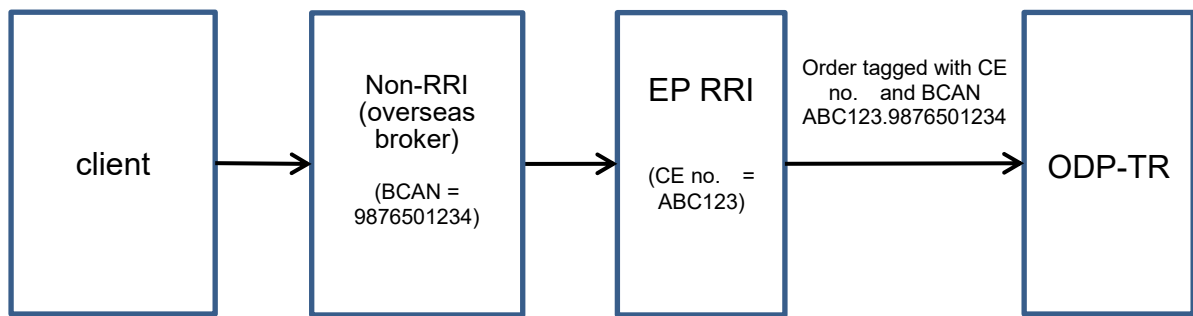 client
Non-RRI
(overseas
broker)
(BCAN =
9876501234)
EP RRI
(CE no. =
ABC123)
Order tagged with CE
no. and BCAN
ABC123.9876501234
ODP-TR